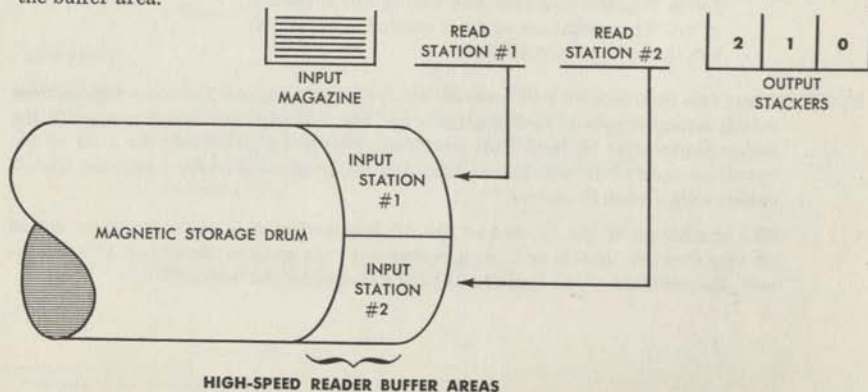 the buffer area.
INPUT
MAGAZINE
READ
STATION #1
READ
STATION #2
2 1 0
OUTPUT
STACKERS
INPUT
STATION
#1
MAGNETIC STORAGE DRUM
INPUT
STATION
#2
HIGH-SPEED READER BUFFER AREAS